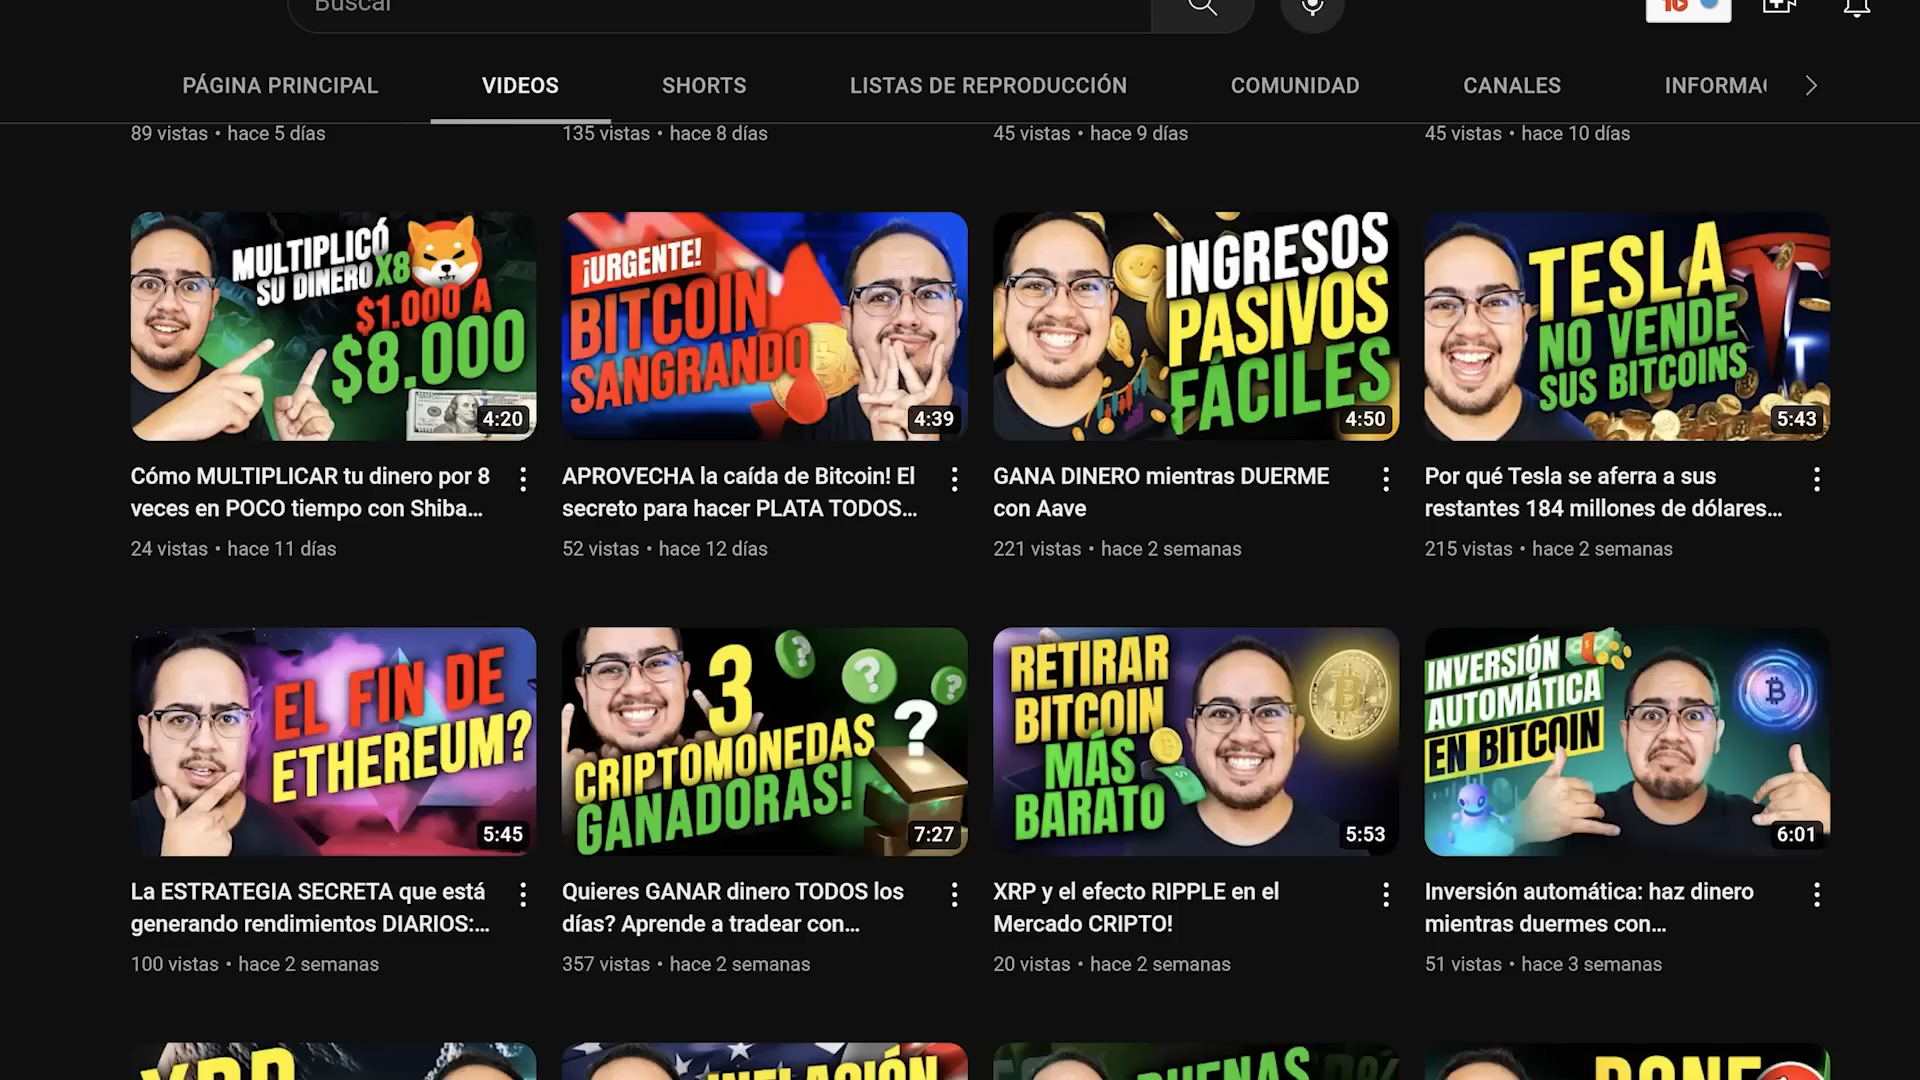 Buscar
PÁGINA PRINCIPAL
VIDEOS
SHORTS
LISTAS DE REPRODUCCIÓN
COMUNIDAD
CANALES
89 vistas • hace 5 días
135 vistas • hace 8 días
45 vistas • hace 9 días
45 vistas • hace 10 días
MULTIPLICÓ
SU DINERO X8
$1.000 A
$8.000
4:20
¡URGENTE!
BITCOIN
SANGRANDO
4:39
INGRESOS
PASIVOS
FÁCILES
4:50
TESLA
NO VENDE
SUS BITCOINS
5:43
Cómo MULTIPLICAR tu dinero por 8
veces en POCO tiempo con Shiba...
24 vistas • hace 11 días
APROVECHA la caída de Bitcoin! El
secreto para hacer PLATA TODOS...
52 vistas • hace 12 días
GANA DINERO mientras DUERME
con Aave
221 vistas • hace 2 semanas
Por qué Tesla se aferra a sus
restantes 184 millones de dólares...
215 vistas • hace 2 semanas
EL FIN DE
ETHEREUM?
5:45
3
CRIPTOMONEDAS
GANADORAS!
7:27
RETIRAR
BITCOIN
MÁS
BARATO
5:53
INVERSIÓN
AUTOMÁTICA
EN BITCOIN
6:01
La ESTRATEGIA SECRETA que está
generando rendimientos DIARIOS:...
100 vistas • hace 2 semanas
Quieres GANAR dinero TODOS los
días? Aprende a tradear con...
357 vistas • hace 2 semanas
XRP y el efecto RIPPLE en el
Mercado CRIPTO!
20 vistas • hace 2 semanas
Inversión automática: haz dinero
mientras duermes con...
51 vistas • hace 3 semanas
XRP
INFLACIÓN
BUENAS